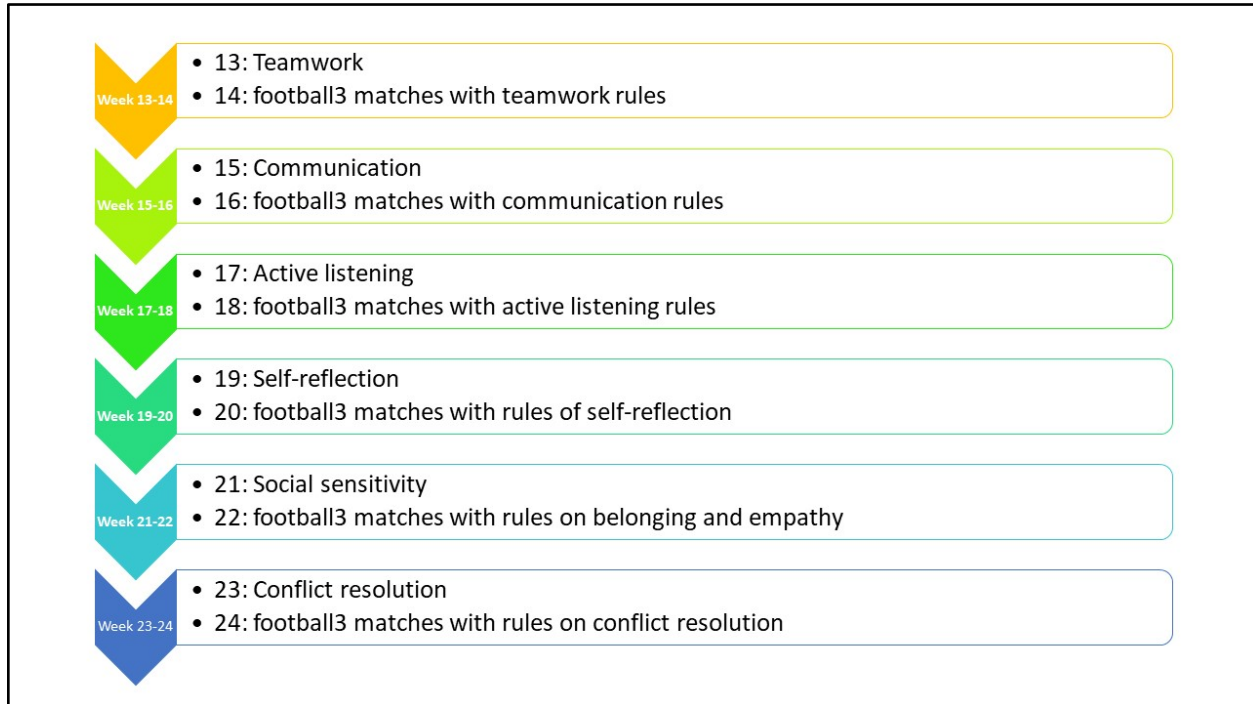 Week 13-14
• 13: Teamwork
• 14: football3 matches with teamwork rules
Week 15-16
• 15: Communication
• 16: football3 matches with communication rules
Week 17-18
• 17: Active listening
• 18: football3 matches with active listening rules
Week 19-20
• 19: Self-reflection
• 20: football3 matches with rules of self-reflection
Week 21-22
• 21: Social sensitivity
• 22: football3 matches with rules on belonging and empathy
Week 23-24
• 23: Conflict resolution
• 24: football3 matches with rules on conflict resolution